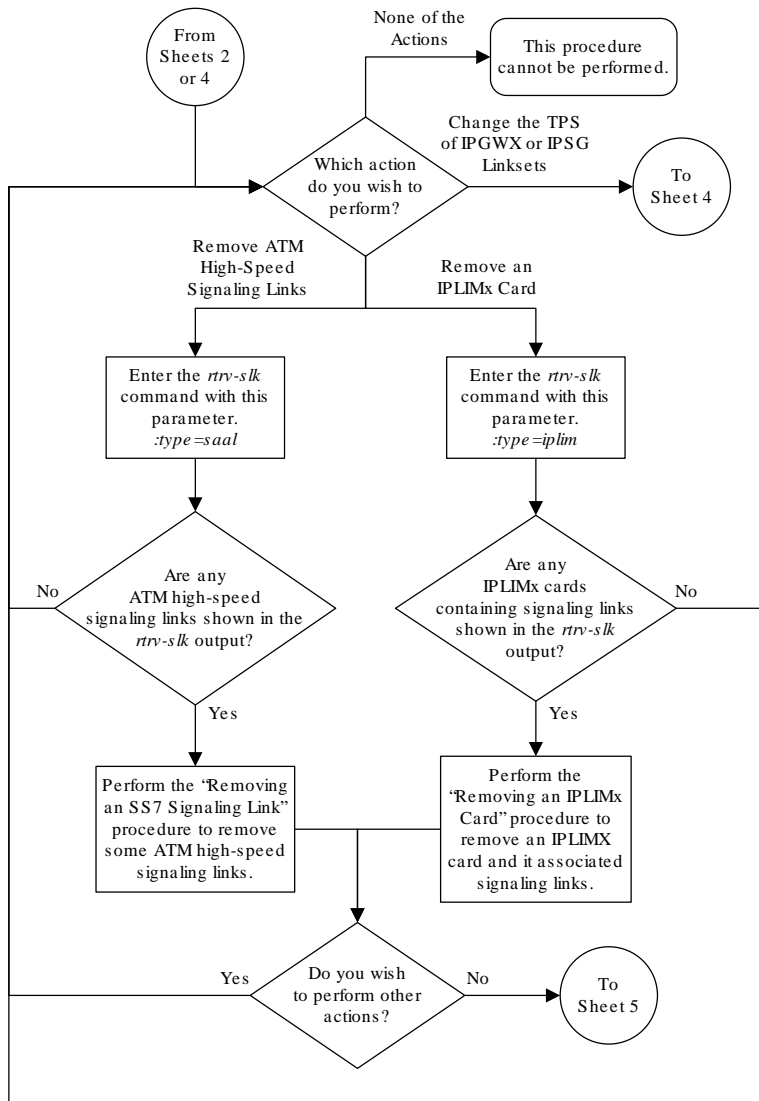 From
Sheets 2
or 4
None of the
Actions
This procedure
cannot be performed.
Which action
do you wish to
perform?
Change the TPS
of IPGWX or IPSG
Linksets
To
Sheet 4
Remove ATM
High-Speed
Signaling Links
Remove an
IPLIMx Card
Enter the rtrv-slk
command with this
parameter.
:type=saal
Enter the rtrv-slk
command with this
parameter.
:type=iplim
No
Are any
ATM high-speed
signaling links shown in the
rtrv-slk output?
Are any
IPLIMx cards
containing signaling links
shown in the rtrv-slk
output?
No
Yes
Yes
Perform the “Removing
an SS7 Signaling Link”
procedure to remove
some ATM high-speed
signaling links.
Perform the
“Removing an IPLIMx
Card” procedure to
remove an IPLIMX
card and it associated
signaling links.
Yes
Do you wish
to perform other
actions?
No
To
Sheet 5